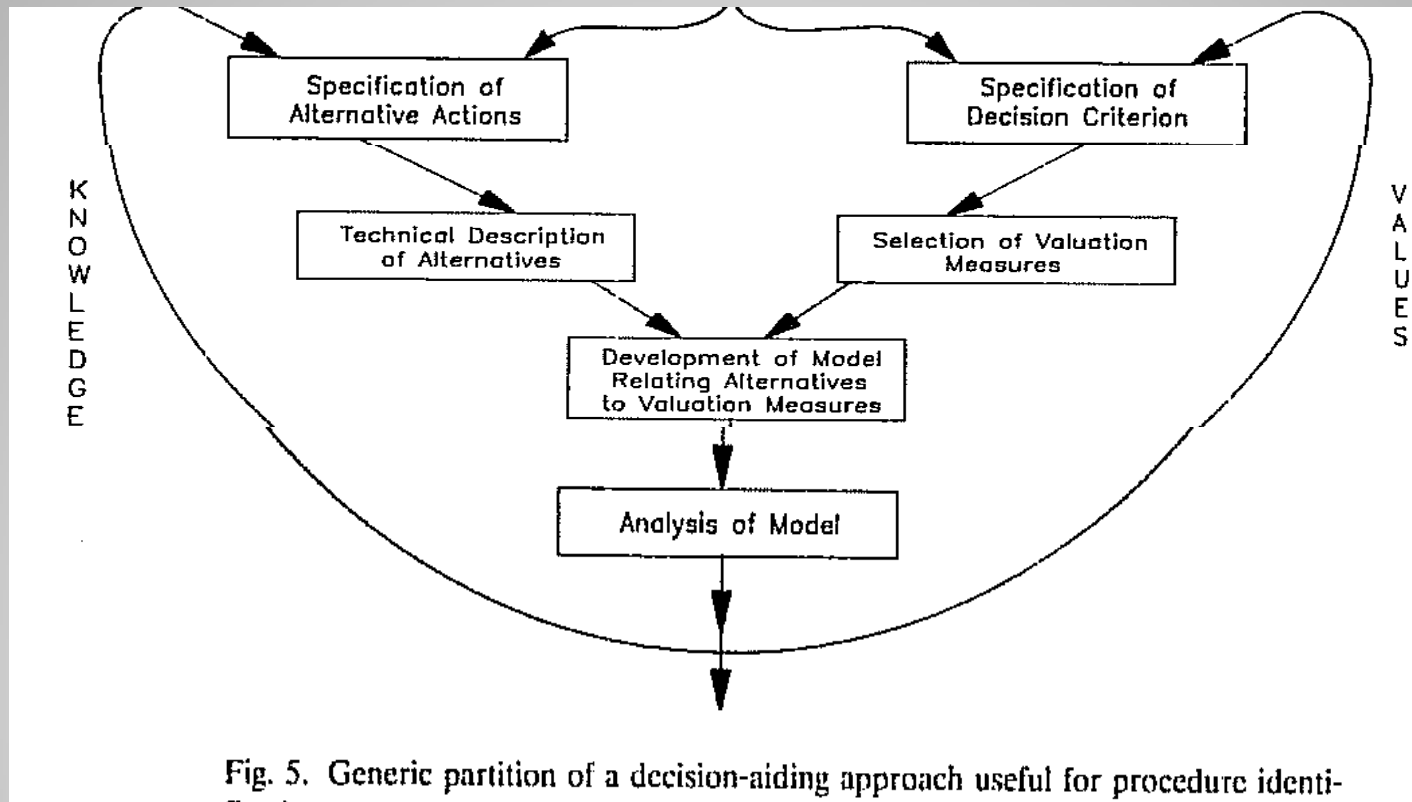 Specification of
Alternative Actions
Specification of
Decision Criterion
KNOWLEDGE
VALUES
Technical Description
of Alternatives
Selection of Valuation
Measures
Development of Model
Relating Alternatives
to Valuation Measures
Analysis of Model
Fig. 5. Generic partition of a decision-aiding approach useful for procedure identi-